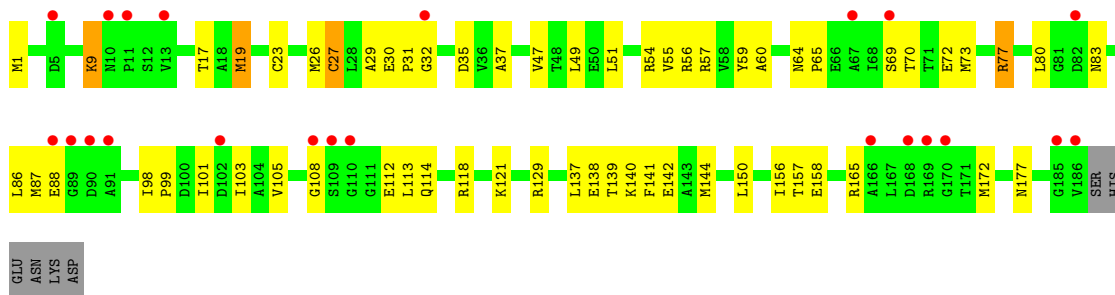 M1 D5 K9 N10 P11 S12 V13 T17 A18 M19 C23 M26 C27 L28 A29 E30 P31 G32 D35 V36 A37 V47 T48 L49 E50 L51 R54 V55 R56 R57 V58 Y59 A60 N64 P65 E66 A67 I68 S69 T70 T71 E72 M73 R77 L80 G81 D82 N83
L86 M87 E88 G89 D90 A91 I98 P99 D100 I101 D102 I103 A104 V105 G108 S109 G110 G111 E112 L113 Q114 R118 K121 R129 L137 E138 T139 K140 F141 E142 A143 M144 L150 I156 T157 E158 R165 A166 L167 D168 R169 G170 T171 M172 N177 G185 V186 SER HIS
GLU ASN LYS ASP